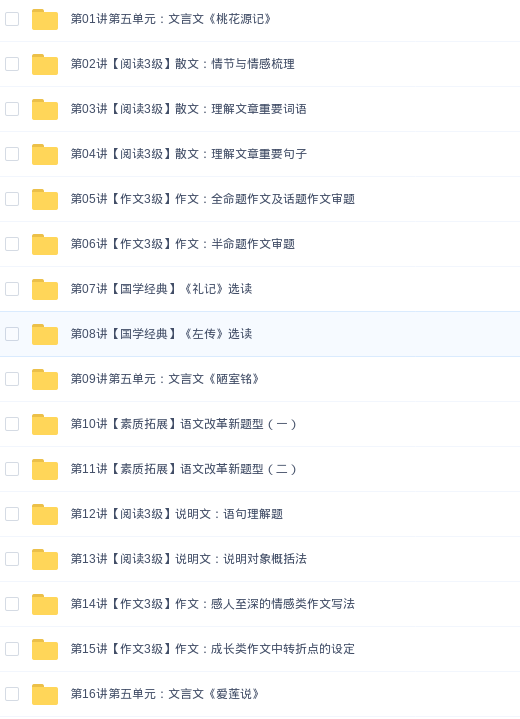 第01讲第五单元：文言文《桃花源记》
第02讲【阅读3级】散文：情节与情感梳理
第03讲【阅读3级】散文：理解文章重要词语
第04讲【阅读3级】散文：理解文章重要句子
第05讲【作文3级】作文：全命题作文及话题作文审题
第06讲【作文3级】作文：半命题作文审题
第07讲【国学经典】《礼记》选读
第08讲【国学经典】《左传》选读
第09讲第五单元：文言文《陋室铭》
第10讲【素质拓展】语文改革新题型（一）
第11讲【素质拓展】语文改革新题型（二）
第12讲【阅读3级】说明文：语句理解题
第13讲【阅读3级】说明文：说明对象概括法
第14讲【作文3级】作文：感人至深的情感类作文写法
第15讲【作文3级】作文：成长类作文中转折点的设定
第16讲第五单元：文言文《爱莲说》